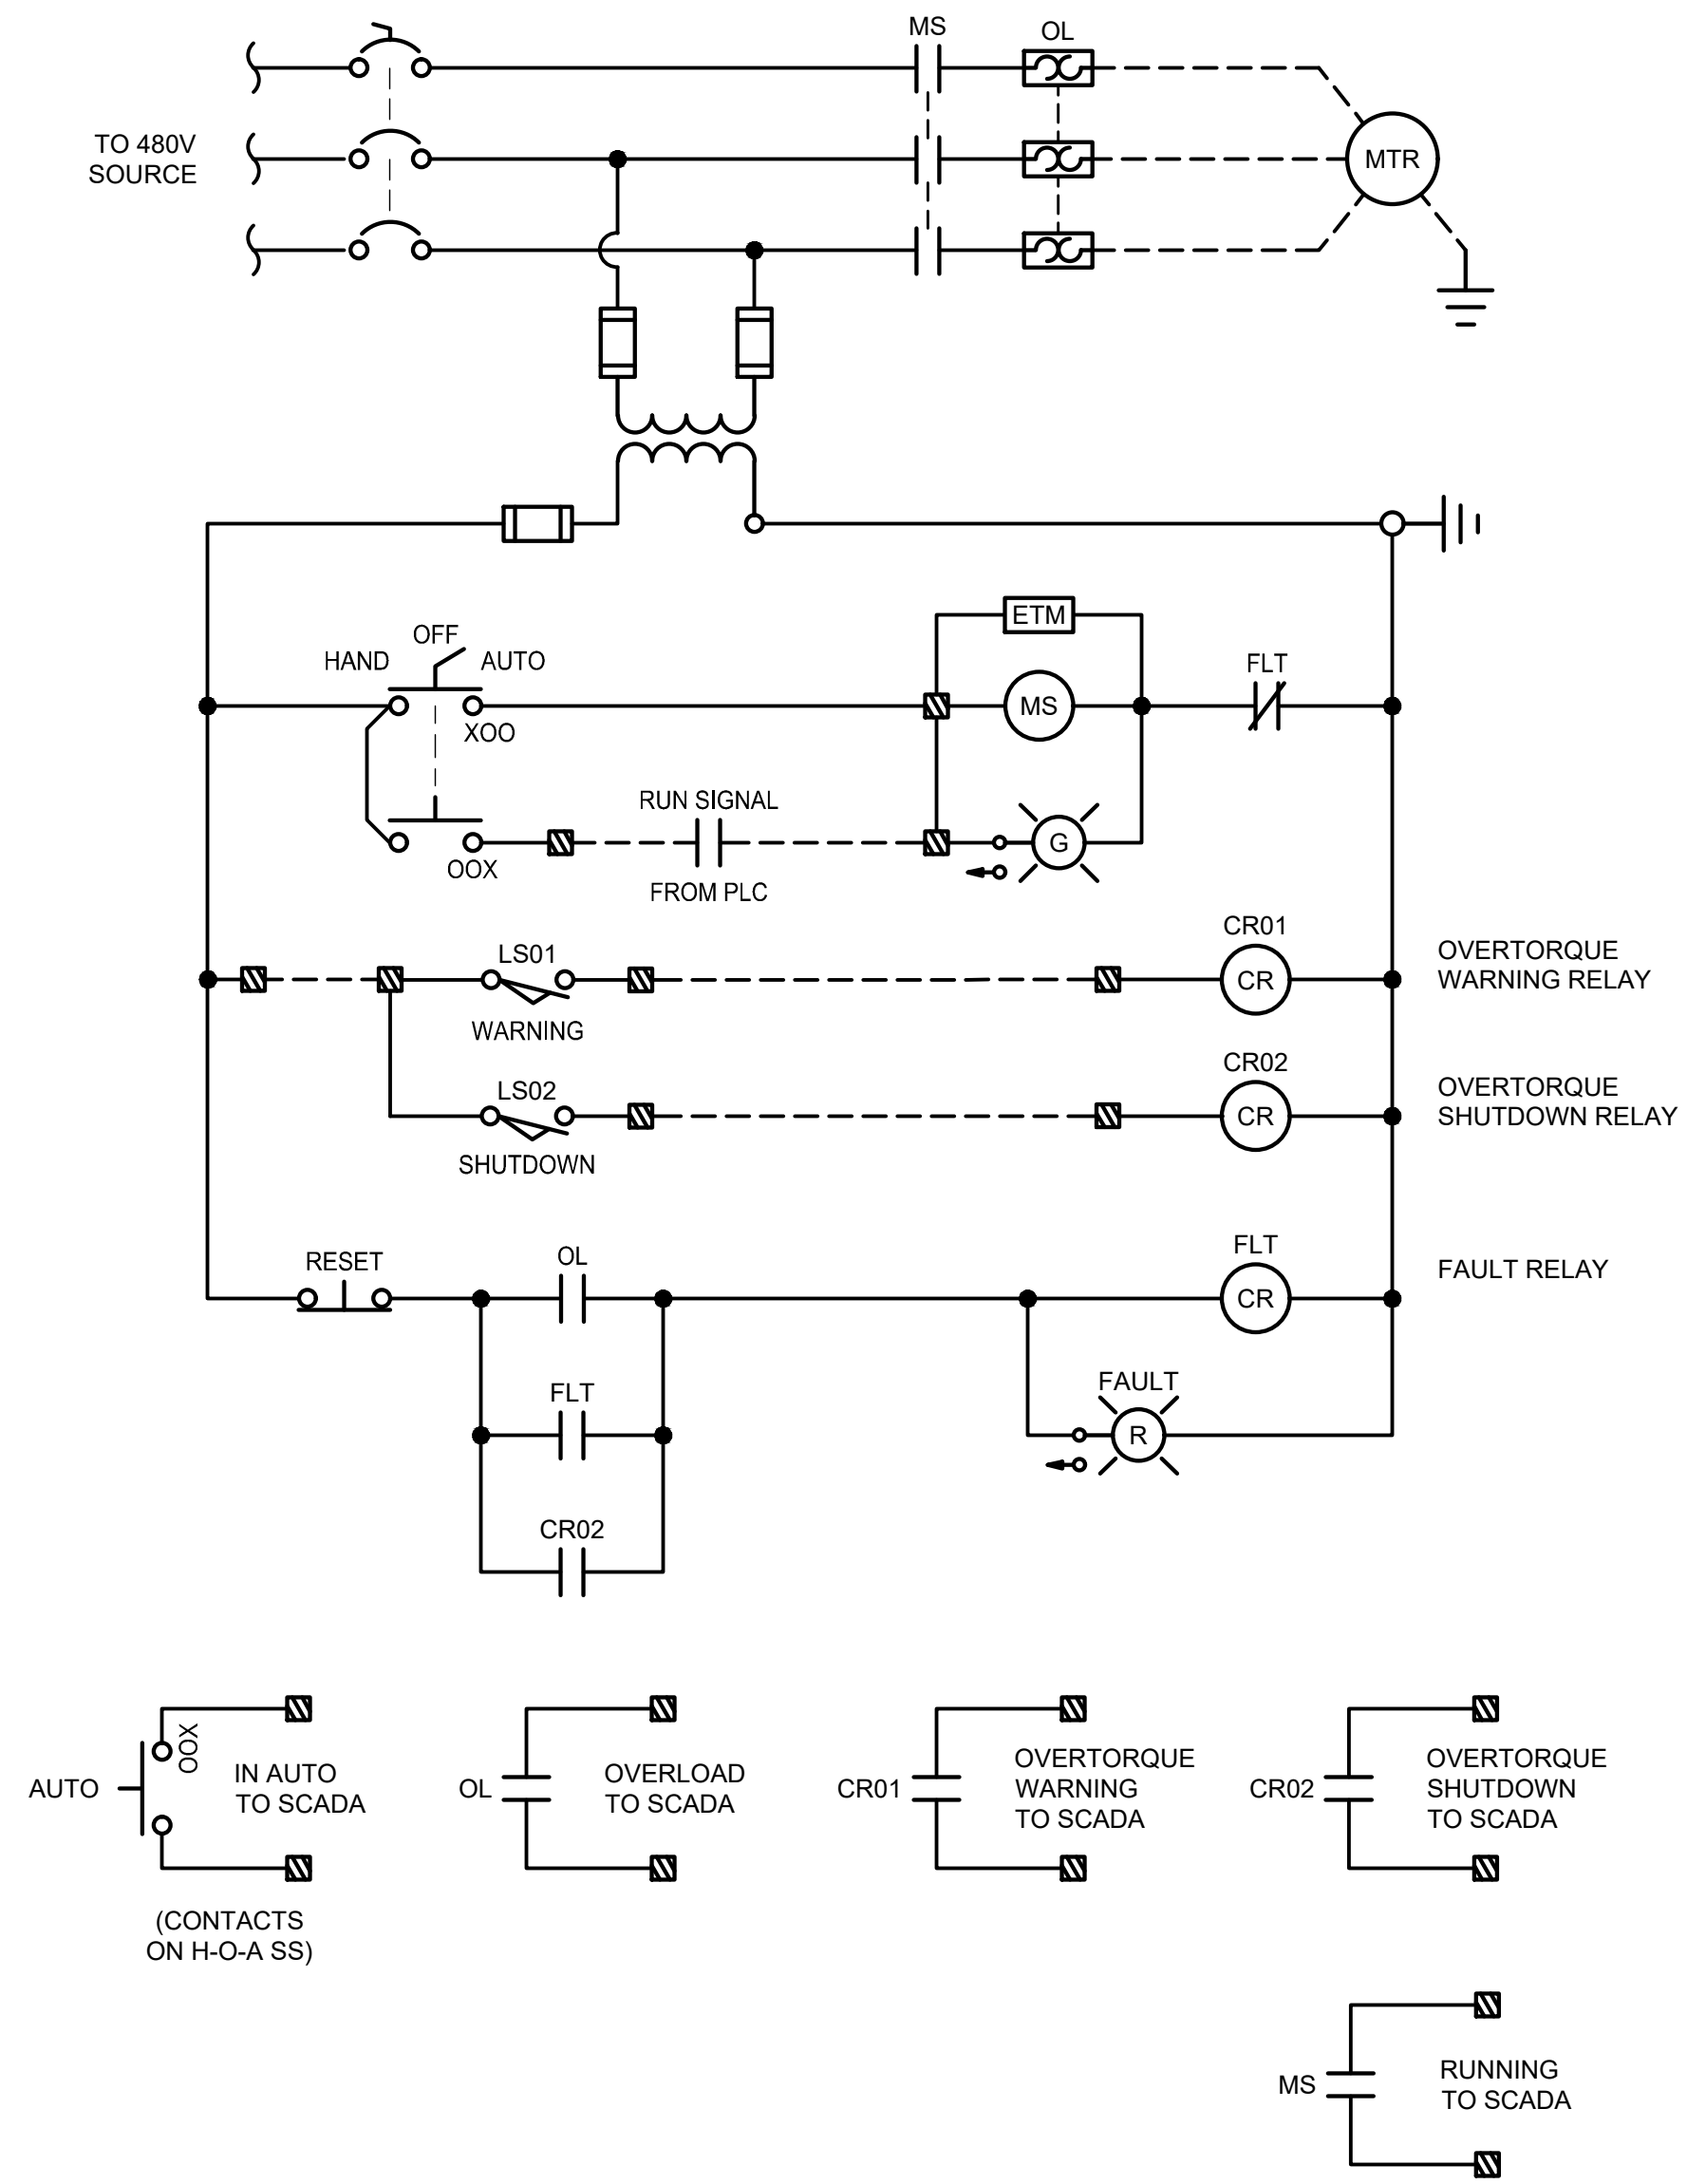 MS
OL
TO 480V
SOURCE
MTR
ETM
OFF
HAND
AUTO
FLT
MS
XOO
RUN SIGNAL
G
OOX
FROM PLC
CR01
LS01
CR
OVERTORQUE
WARNING RELAY
WARNING
CR02
LS02
CR
OVERTORQUE
SHUTDOWN RELAY
SHUTDOWN
RESET
OL
FLT
CR
FAULT RELAY
FLT
FAULT
R
CR02
OOX
AUTO
IN AUTO
TO SCADA
(CONTACTS
ON H-O-A SS)
OL
OVERLOAD
TO SCADA
CR01
OVERTORQUE
WARNING
TO SCADA
CR02
OVERTORQUE
SHUTDOWN
TO SCADA
MS
RUNNING
TO SCADA